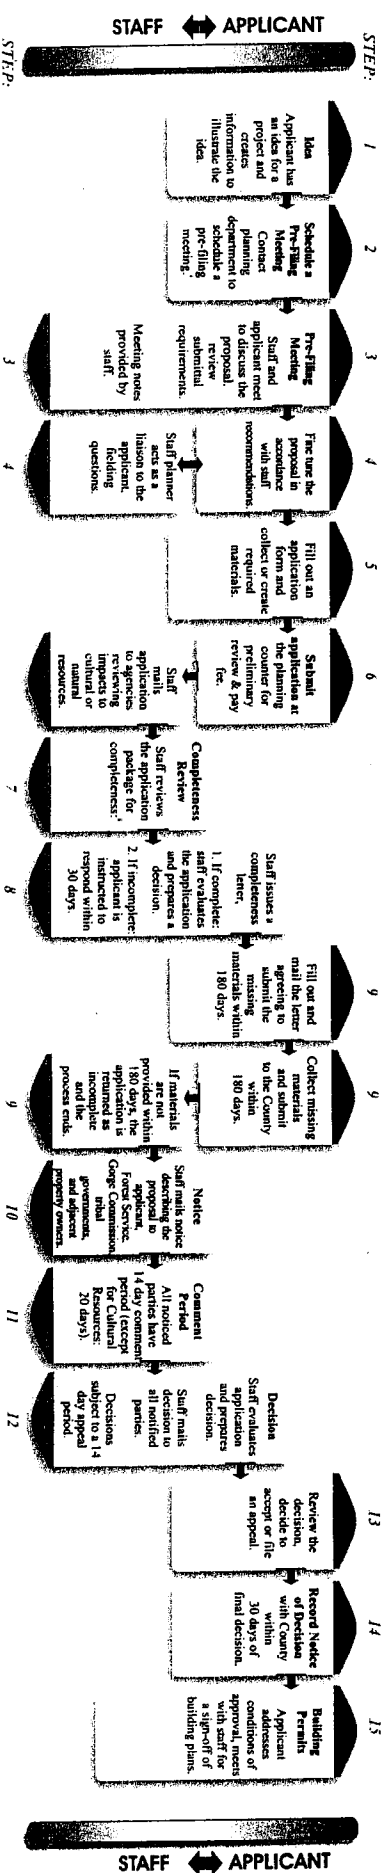 STAFF ↔ APPLICANT
STEP:
STEP:
1
Idea
Applicant has
an idea for a
project and
creates
information to
illustrate the
idea.
2
Schedule a
Pre-Filing
Meeting
Contact
planning
department to
schedule a
pre-filing
meeting.
3
Pre-Filing
Meeting
Staff and
applicant meet
to discuss the
proposal,
review
submittal
requirements.
Meeting notes
provided by
staff.
3
4
Fine tune the
proposal in
accordance
with staff
recommendations.
Staff planner
acts as a
liaison to the
applicant,
fielding
questions.
4
5
Fill out an
application
form and
collect or create
required
materials.
6
Submit
application at
the planning
counter for
preliminary
review & pay
fee.
Staff
mails
application
to agencies
reviewing
impacts to
cultural or
natural
resources.
Completeness
Review
Staff reviews
the application
package for
completeness:
7
Staff issues a
completeness
letter,
1. If complete:
staff evaluates
the application
and prepares a
decision.
2. If incomplete:
applicant is
instructed to
respond within
30 days.
8
9
Fill out and
mail the letter
agreeing to
submit the
missing
materials within
180 days.
9
Collect missing
materials
and submit
to the County
within
180 days.
If materials
are not
provided within
180 days, the
application is
returned as
incomplete
and the
process ends.
9
Notice
Staff mails notice
describing the
proposal to
applicant,
Forest Service,
Gorge Commission,
tribal
governments,
and adjacent
property owners.
10
Comment
Period
All noticed
parties have
14 day comment
period (except
for Cultural
Resources:
20 days).
11
Decision
Staff evaluates
application
and prepares
decision.
Staff mails
decision to
all notified
parties.
Decisions
subject to a 14
day appeal
period.
12
13
Review the
decision,
decide to
accept or file
an appeal.
14
Record Notice
of Decision
with County
within
30 days of
final decision.
15
Building
Permits
Applicant
addresses
conditions of
approval, meets
with staff for
a sign-off of
building plans.
STAFF ↔ APPLICANT